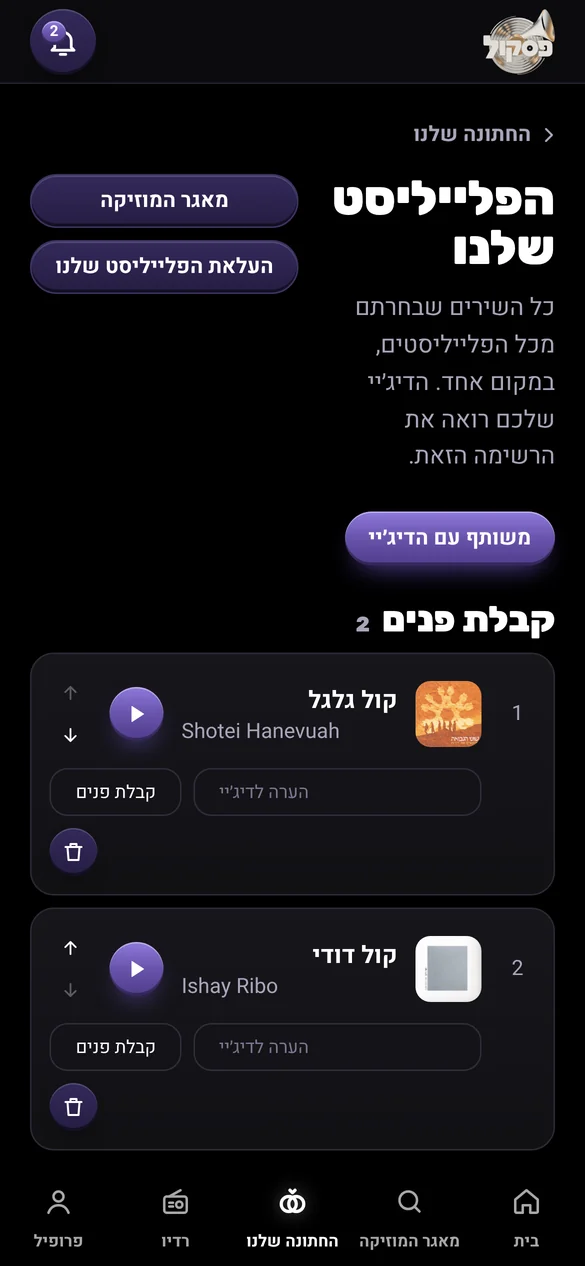 2
פסקול
החתונה שלנו
הפלייליסט
שלנו
כל השירים שבחרתם
מכל הפלייליסטים,
במקום אחד. הדיג׳יי
שלכם רואה את
הרשימה הזאת.
מאגר המוזיקה
העלאת הפלייליסט שלנו
משותף עם הדיג׳יי
קבלת פנים 2
1
קול גלגל
Shotei Hanevuah
הערה לדיג׳יי
קבלת פנים
2
קול דודי
Ishay Ribo
הערה לדיג׳יי
קבלת פנים
בית
מאגר המוזיקה
החתונה שלנו
רדיו
פרופיל